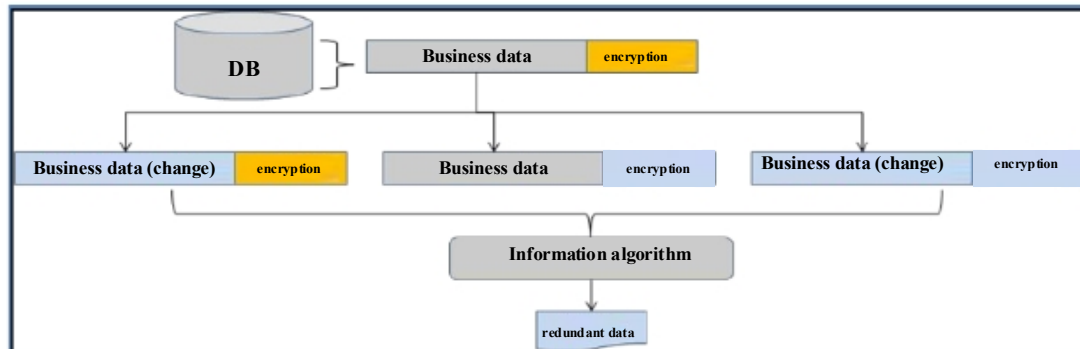 DB
Business data
encryption
Business data (change)
encryption
Business data
encryption
Business data (change)
encryption
Information algorithm
redundant data